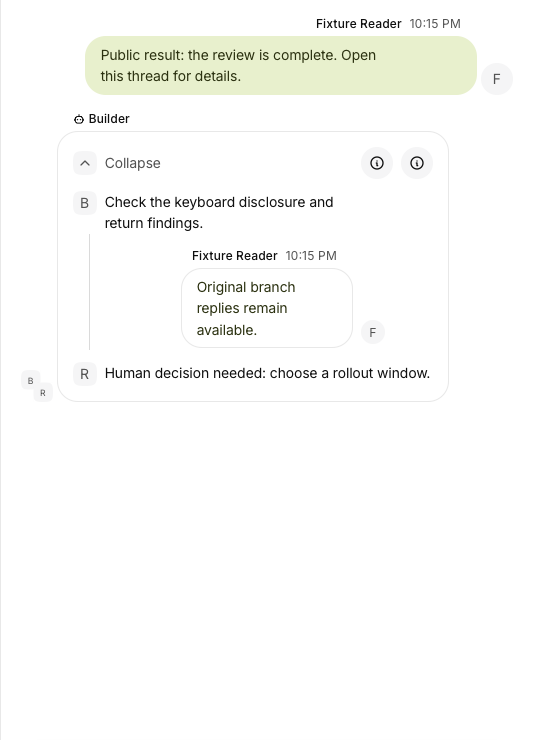 Fixture Reader 10:15 PM
Public result: the review is complete. Open
this thread for details.
F
Builder
Collapse
B
Check the keyboard disclosure and
return findings.
Fixture Reader 10:15 PM
Original branch
replies remain
available.
F
R
Human decision needed: choose a rollout window.
B
R